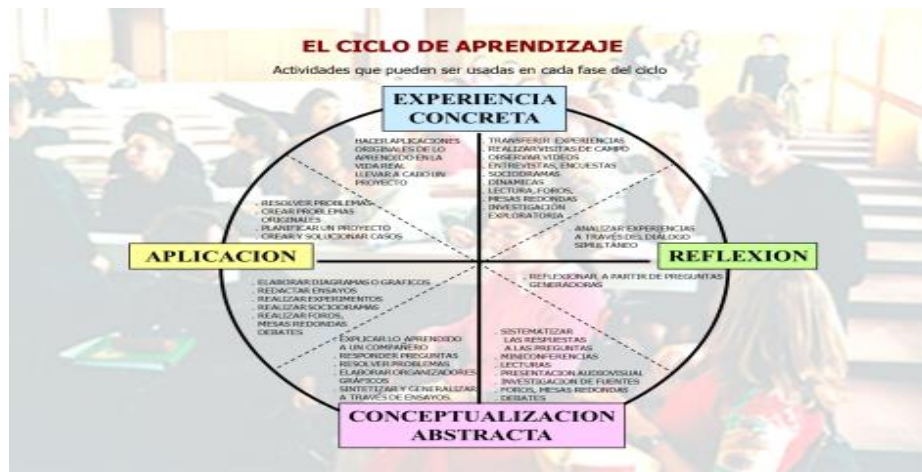 EL CICLO DE APRENDIZAJE
Actividades que pueden ser usadas en cada fase del ciclo
EXPERIENCIA
CONCRETA
. TRANSFERIR EXPERIENCIAS
. REALIZAR VISITAS DE CAMPO
. OBSERVAR VIDEOS
. ENTREVISTAS, ENCUESTAS
. SOCIODRAMAS
. DINAMICAS
. LECTURA, FOROS,
MESAS REDONDAS
. INVESTIGACIÓN
EXPLORATORIA
ANALIZAR EXPERIENCIAS
A TRAVÉS DEL DIÁLOGO
SIMULTÁNEO
REFLEXION
. REFLEXIONAR, A PARTIR DE PREGUNTAS
GENERADORAS
. SISTEMATIZAR
LAS RESPUESTAS
A LAS PREGUNTAS
. MINICONFERENCIAS
. LECTURAS
. PRESENTACION AUDIOVISUAL
. INVESTIGACION DE FUENTES
. FOROS, MESAS REDONDAS
. DEBATES
CONCEPTUALIZACION
ABSTRACTA
. EXPLICAR LO APRENDIDO
A UN COMPAÑERO
. RESPONDER PREGUNTAS
. RESOLVER PROBLEMAS
. ELABORAR ORGANIZADORES
GRÁFICOS
. SINTETIZAR Y GENERALIZAR
A TRAVÉS DE ENSAYOS.
. ELABORAR DIAGRAMAS O GRAFICOS
. REDACTAR ENSAYOS
. REALIZAR EXPERIMENTOS
. REALIZAR SOCIODRAMAS
. REALIZAR FOROS,
MESAS REDONDAS
DEBATES
APLICACION
. RESOLVER PROBLEMAS
. CREAR PROBLEMAS
ORIGINALES
. PLANIFICAR UN PROYECTO
. CREAR Y SOLUCIONAR CASOS
HACER APLICACIONES
ORIGINALES DE LO
APRENDIDO EN LA
VIDA REAL
LLEVAR A CABO UN
PROYECTO